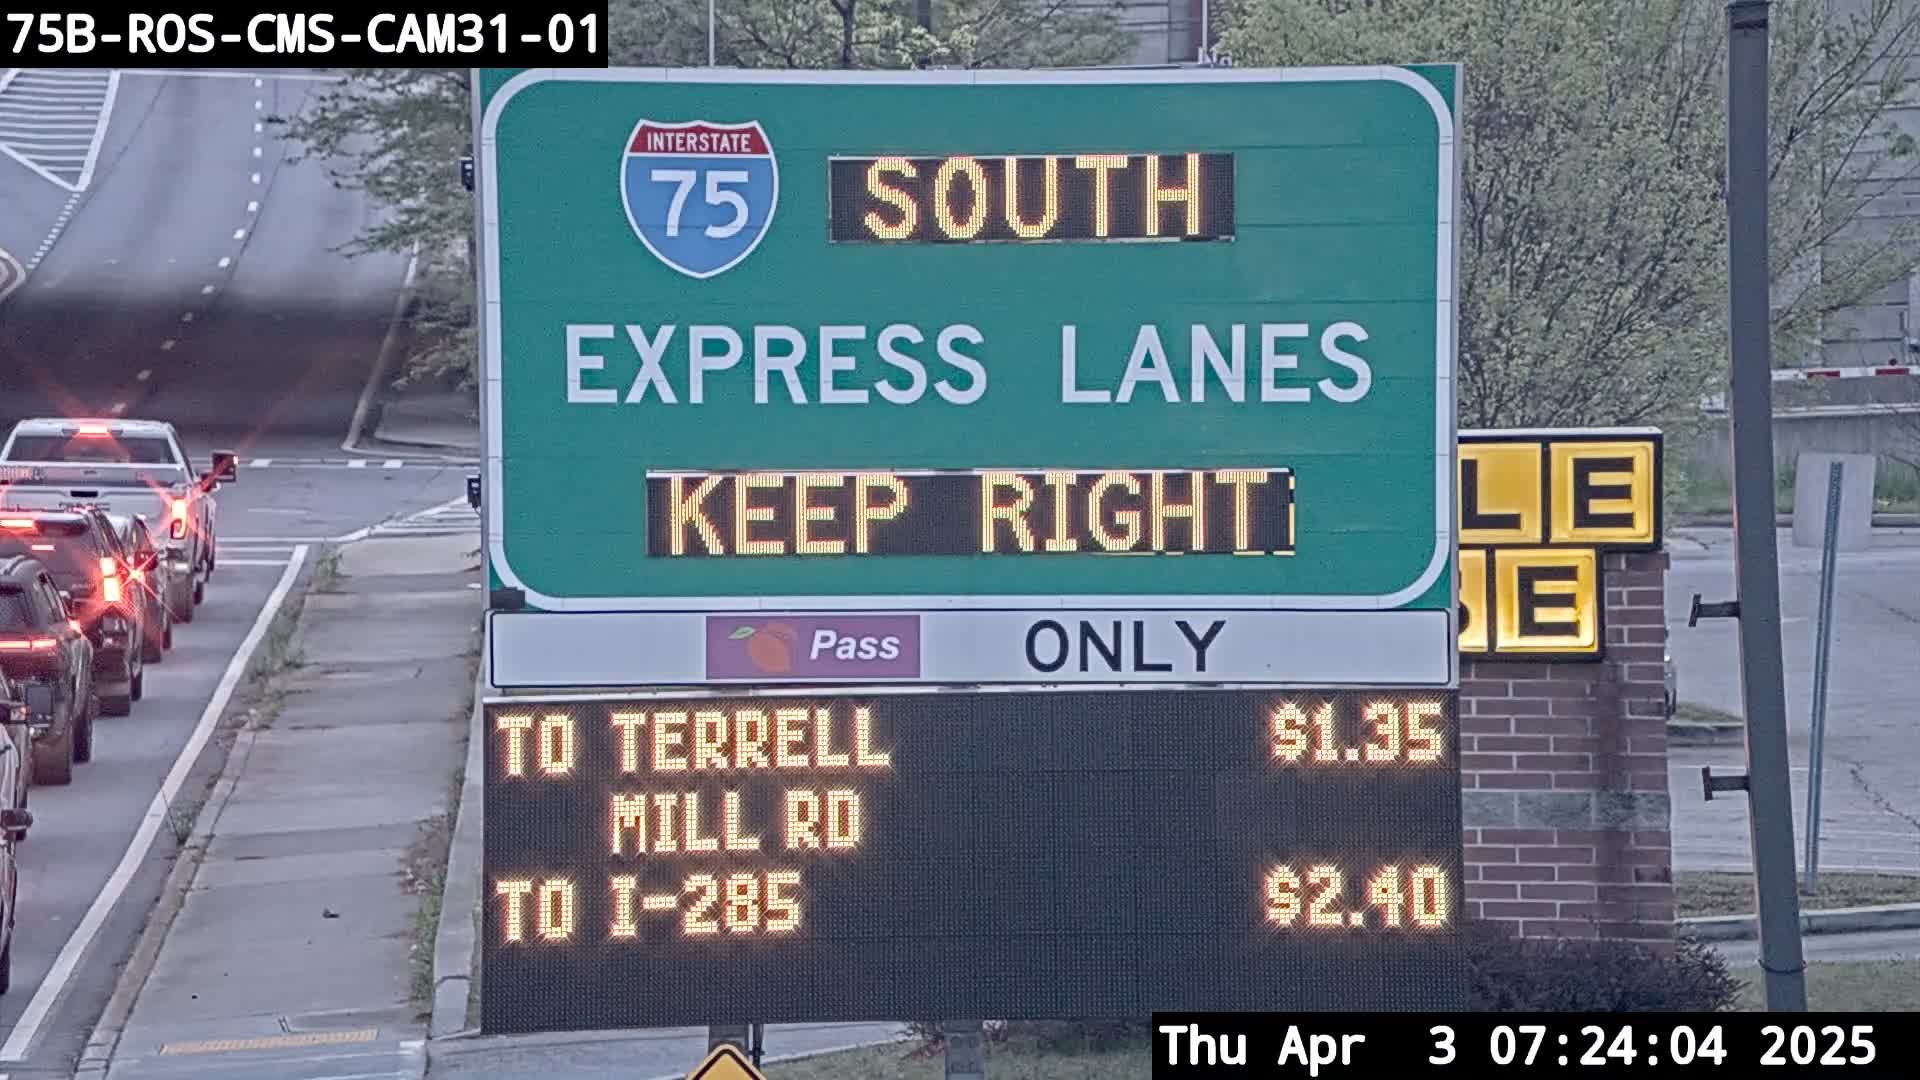 75B-ROS-CMS-CAM31-01
INTERSTATE
75
SOUTH
EXPRESS LANES
KEEP RIGHT
Pass ONLY
TO TERRELL $1.35
MILL RD
TO I-285 $2.40
LE
E
Thu Apr 3 07:24:04 2025